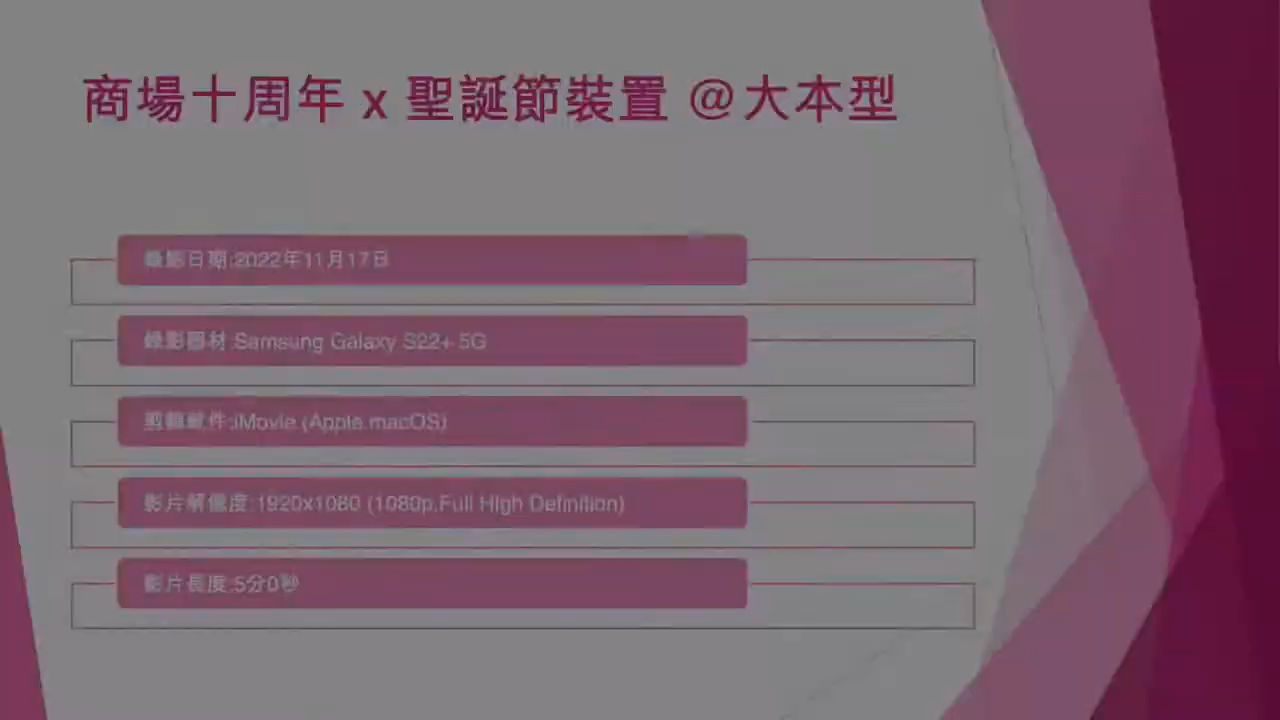 商場十周年 x 聖誕節裝置 @大本型
錄影日期:2022年11月17日
錄影器材:Samsung Galaxy S22+ 5G
剪輯軟件:iMovie (Apple macOS)
影片解像度:1920x1080 (1080p,Full High Definition)
影片長度:5分0秒